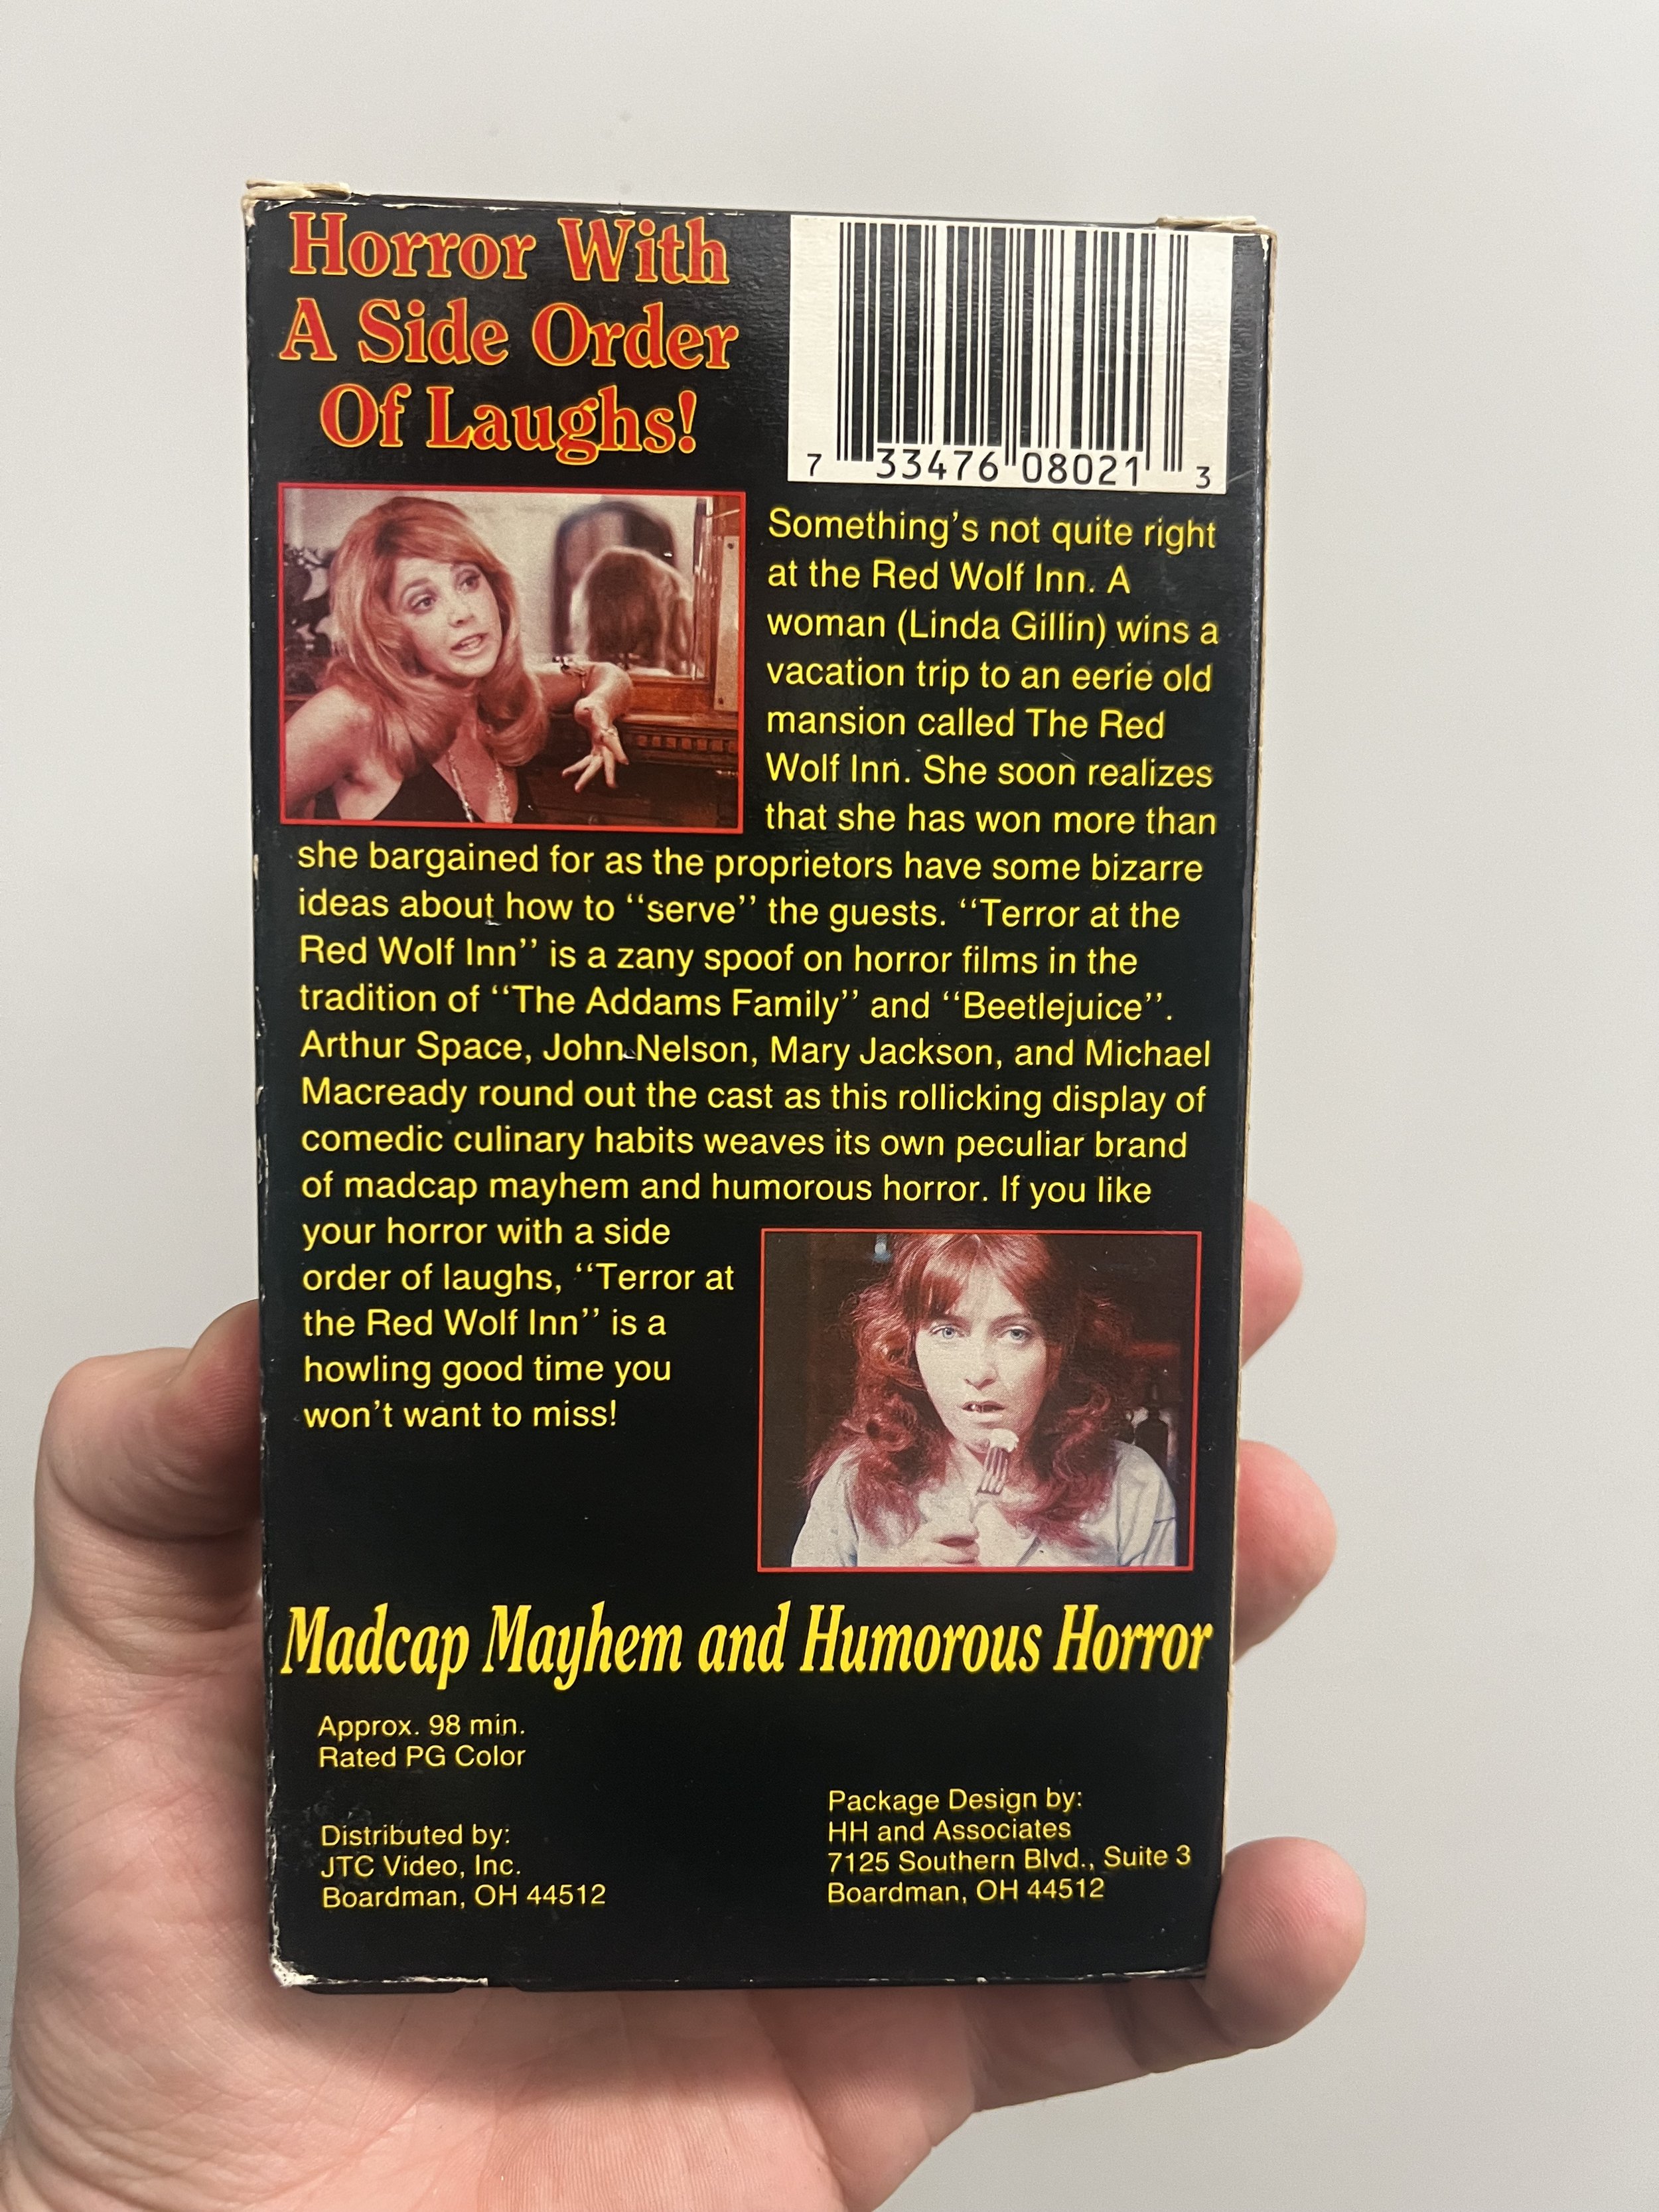 Horror With
A Side Order
Of Laughs!
7 33476 08021 3
Something's not quite right
at the Red Wolf Inn. A
woman (Linda Gillin) wins a
vacation trip to an eerie old
mansion called The Red
Wolf Inn. She soon realizes
that she has won more than
she bargained for as the proprietors have some bizarre
ideas about how to ‘‘serve’’ the guests. ‘‘Terror at the
Red Wolf Inn’’ is a zany spoof on horror films in the
tradition of ‘‘The Addams Family’’ and ‘‘Beetlejuice’’.
Arthur Space, John Nelson, Mary Jackson, and Michael
Macready round out the cast as this rollicking display of
comedic culinary habits weaves its own peculiar brand
of madcap mayhem and humorous horror. If you like
your horror with a side
order of laughs, ‘‘Terror at
the Red Wolf Inn’’ is a
howling good time you
won't want to miss!
Madcap Mayhem and Humorous Horror
Approx. 98 min.
Rated PG Color
Distributed by:
JTC Video, Inc.
Boardman, OH 44512
Package Design by:
HH and Associates
7125 Southern Blvd., Suite 3
Boardman, OH 44512